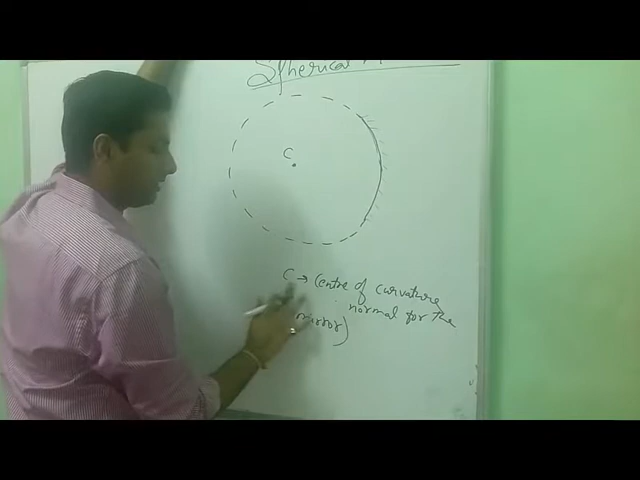 Spherical
C
C → Centre of curvature
normal for the
mirror)